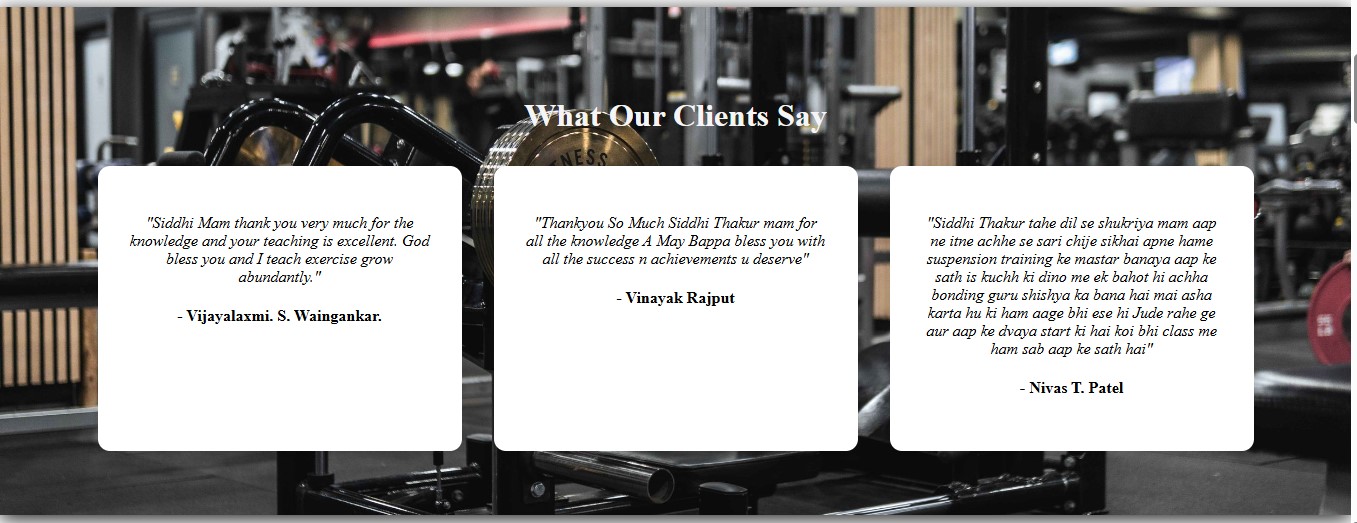 What Our Clients Say
NESS
"Siddhi Mam thank you very much for the
knowledge and your teaching is excellent. God
bless you and I teach exercise grow
abundantly."
- Vijayalaxmi. S. Waingankar.
"Thankyou So Much Siddhi Thakur mam for
all the knowledge A May Bappa bless you with
all the success n achievements u deserve"
- Vinayak Rajput
"Siddhi Thakur tahe dil se shukriya mam aap
ne itne achhe se sari chije sikhai apne hame
suspension training ke mastar banaya aap ke
sath is kuchh ki dino me ek bahot hi achha
bonding guru shishya ka bana hai mai asha
karta hu ki ham aage bhi ese hi Jude rahe ge
aur aap ke dvaya start ki hai koi bhi class me
ham sab aap ke sath hai"
- Nivas T. Patel